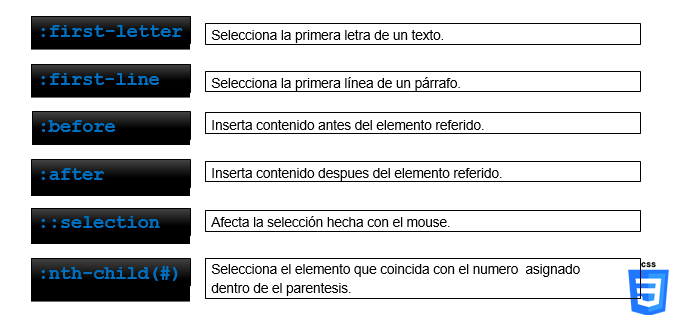 :first-letter
Selecciona la primera letra de un texto.
:first-line
Selecciona la primera línea de un párrafo.
:before
Inserta contenido antes del elemento referido.
:after
Inserta contenido despues del elemento referido.
::selection
Afecta la selección hecha con el mouse.
:nth-child(#)
Selecciona el elemento que coincida con el numero  asignado
dentro de el parentesis.
css
3